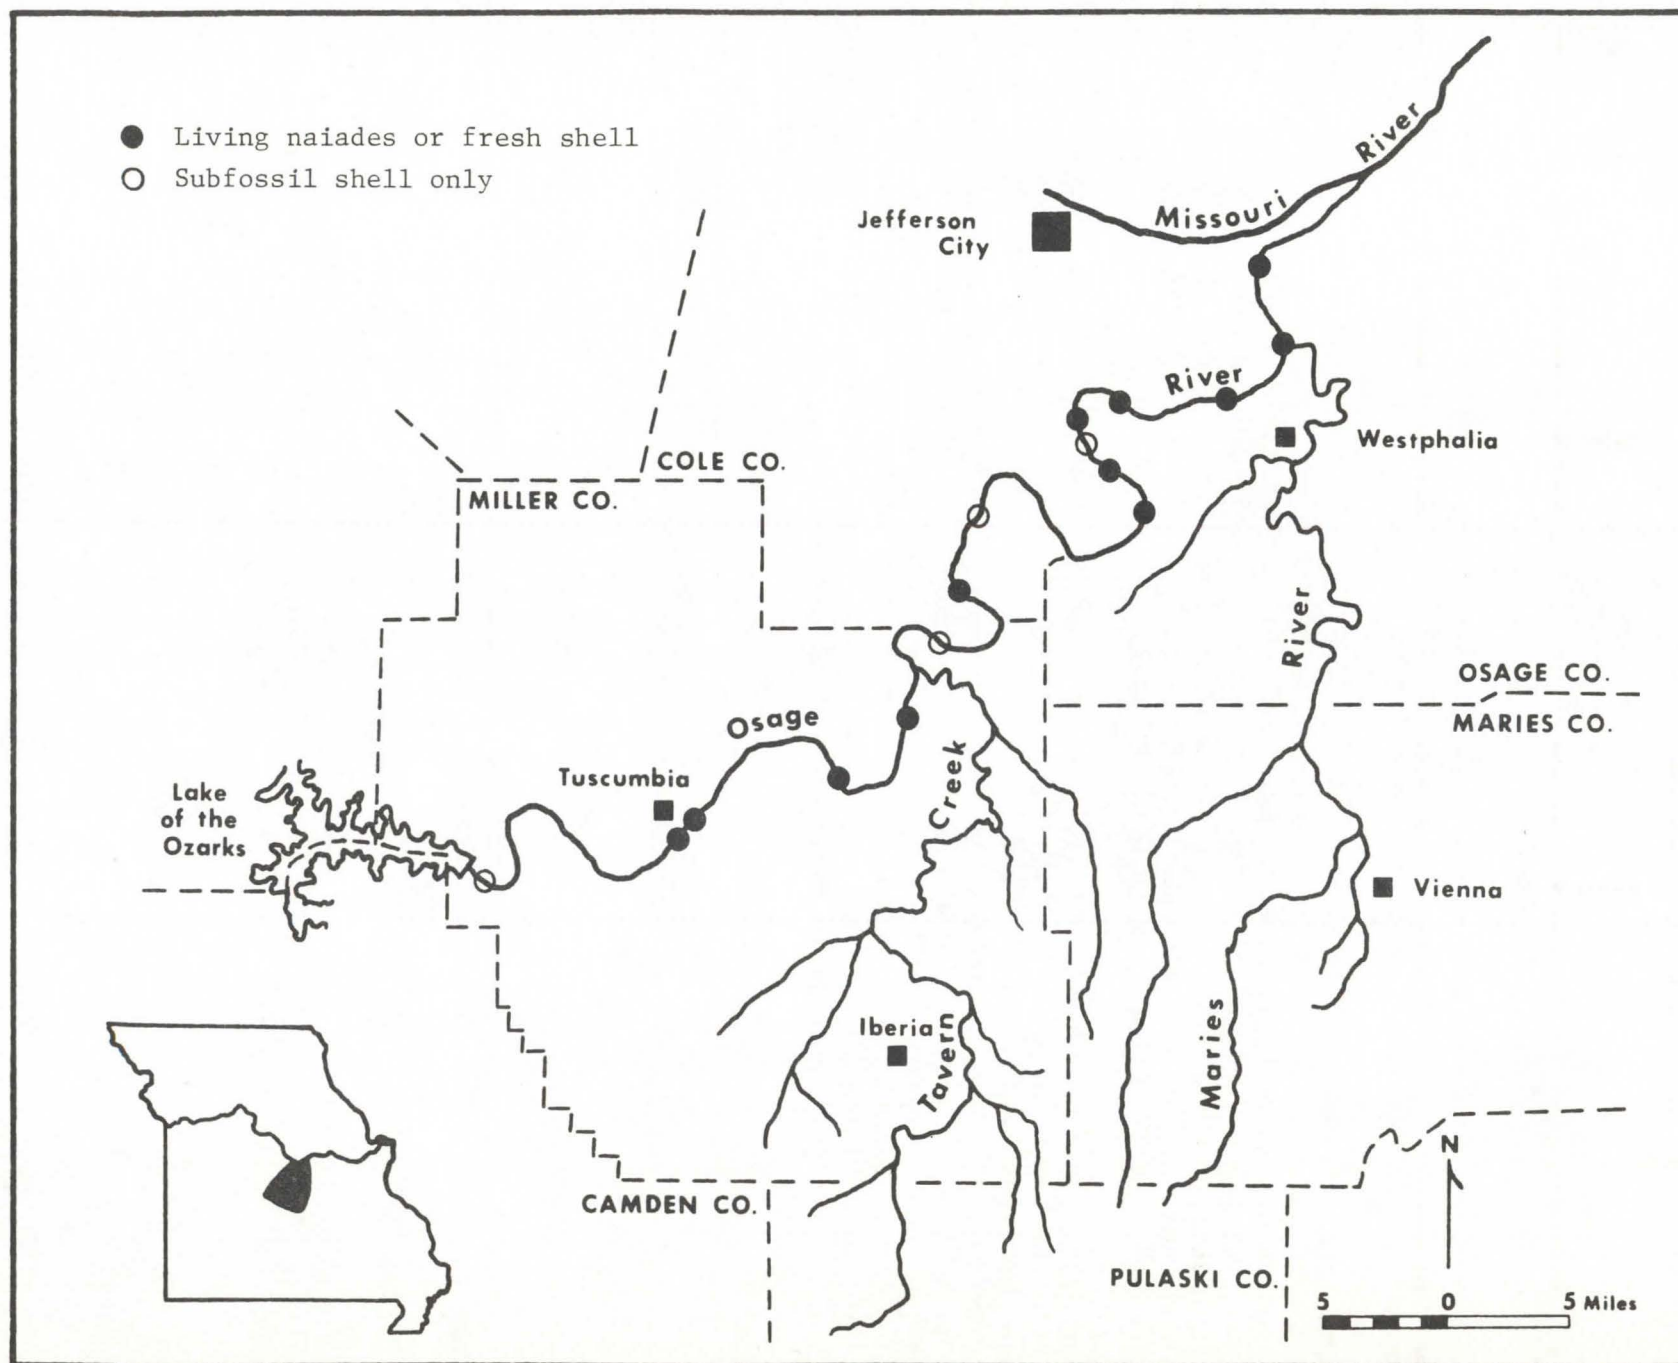 Living naiades or fresh shell
Subfossil shell only
River
Missouri
Jefferson
City
River
Westphalia
COLE CO.
MILLER CO.
River
OSAGE CO.
MARIES CO.
Osage
Tuscumbia
Creek
Lake
of the
Ozarks
Vienna
Iberia
Tavern
Maries
N
CAMDEN CO.
PULASKI CO.
5 0 5 Miles